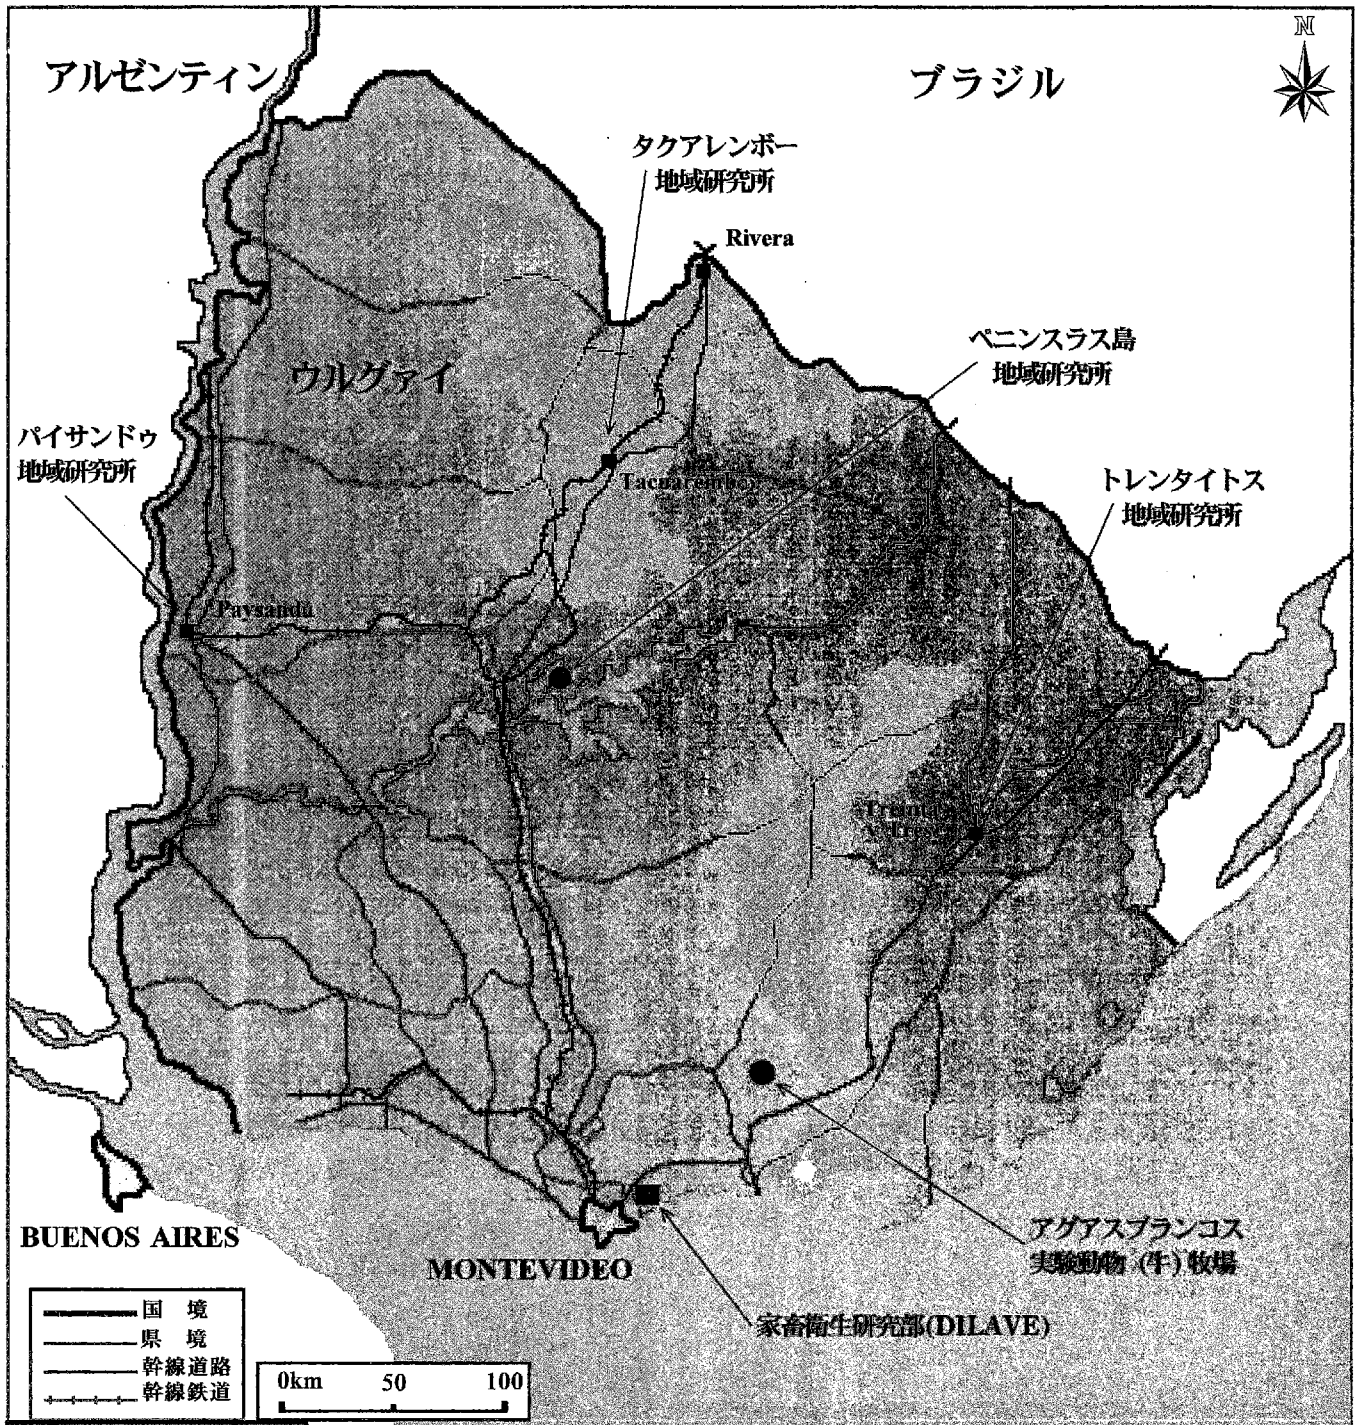 N
アルゼンティン
ブラジル
タクアレンボー
地域研究所
Rivera
ペニンスラス島
地域研究所
ウルグァイ
パイサンドゥ
地域研究所
Tacuarembo
トレンタイトス
地域研究所
Paysandú
Treinta
y Tres
BUENOS AIRES
MONTEVIDEO
アグアスブランコス
実験動物 (牛) 牧場
家畜衛生研究部(DILAVE)
国 境
県 境
幹線道路
幹線鉄道
0km 50 100